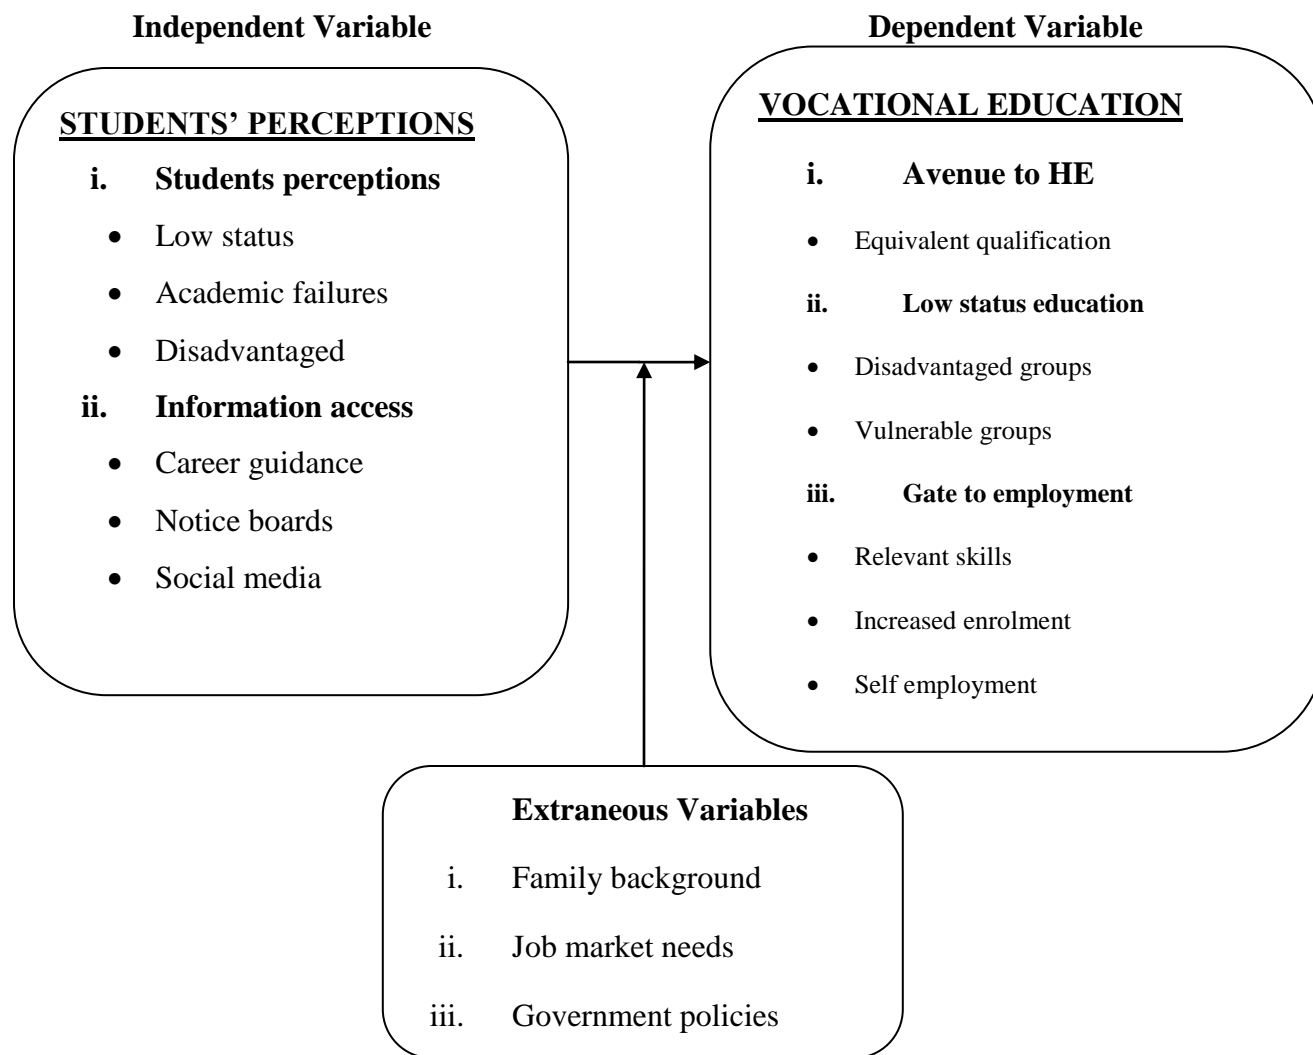 Independent Variable
Dependent Variable
STUDENTS’ PERCEPTIONS
i. Students perceptions
• Low status
• Academic failures
• Disadvantaged
ii. Information access
• Career guidance
• Notice boards
• Social media
VOCATIONAL EDUCATION
i. Avenue to HE
• Equivalent qualification
ii. Low status education
• Disadvantaged groups
• Vulnerable groups
iii. Gate to employment
• Relevant skills
• Increased enrolment
• Self employment
Extraneous Variables
i. Family background
ii. Job market needs
iii. Government policies